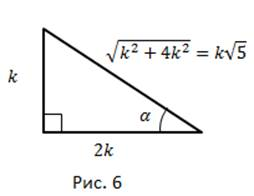 √(k² + 4k²) = k√5
k
α
2k
Рис. 6